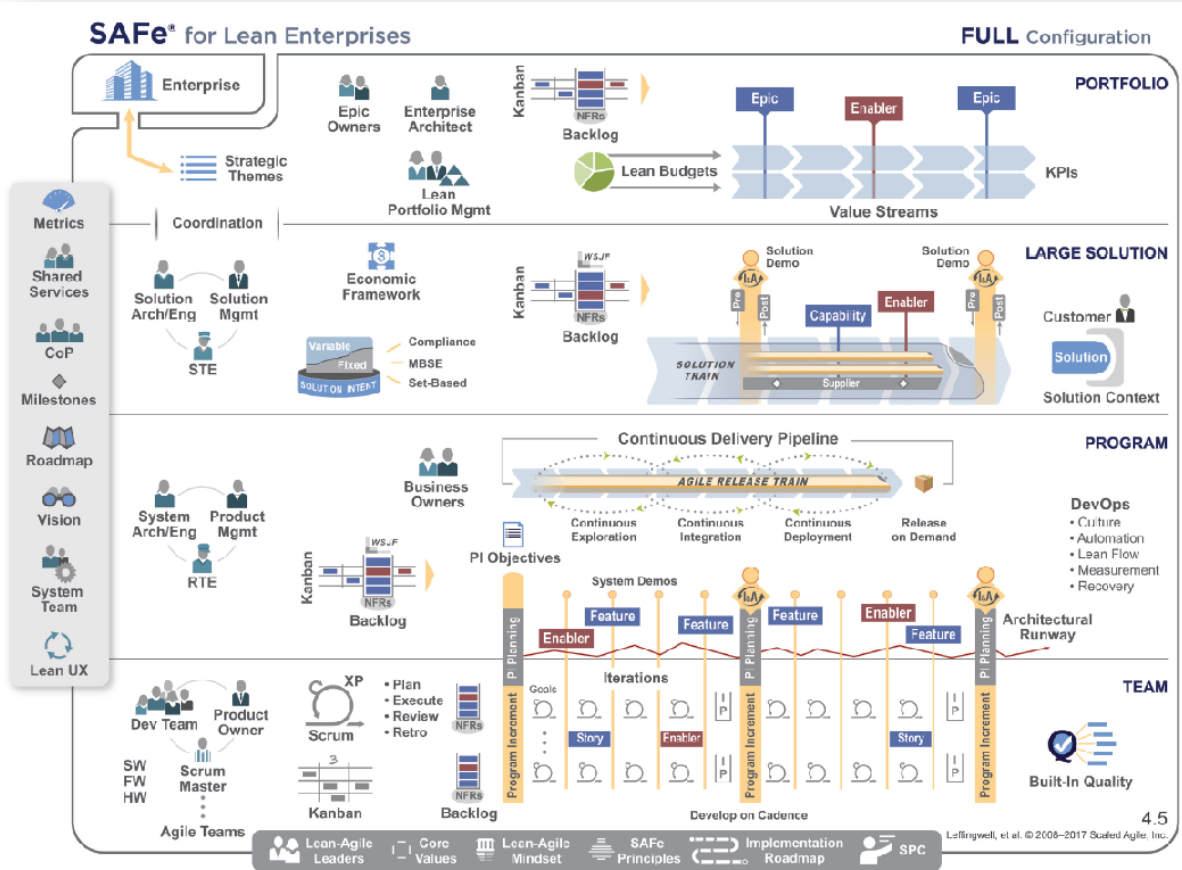 SAFe® for Lean Enterprises
FULL Configuration
Enterprise
Strategic
Themes
Epic
Owners
Enterprise
Architect
Lean
Portfolio Mgmt
Kanban
NFRs
Backlog
Lean Budgets
Epic
Enabler
Epic
KPIs
Value Streams
PORTFOLIO
Metrics
Shared
Services
CoP
Milestones
Roadmap
Vision
System
Team
Lean UX
Coordination
Solution
Arch/Eng
Solution
Mgmt
STE
Economic
Framework
Variable
Fixed
SOLUTION INTENT
Compliance
MBSE
Set-Based
Kanban
WSJF
NFRs
Backlog
Solution
Demo
I&A
Pre
Post
Capability
Enabler
Solution
Demo
I&A
Pre
Post
SOLUTION
TRAIN
Supplier
LARGE SOLUTION
Customer
Solution
Solution Context
System
Arch/Eng
Product
Mgmt
RTE
Business
Owners
Kanban
WSJF
NFRs
Backlog
Continuous Delivery Pipeline
AGILE RELEASE TRAIN
Continuous
Exploration
Continuous
Integration
Continuous
Deployment
Release
on Demand
PROGRAM
DevOps
• Culture
• Automation
• Lean Flow
• Measurement
• Recovery
PI Objectives
System Demos
Enabler
Feature
Feature
I&A
Feature
Enabler
Feature
I&A
Architectural
Runway
PI Planning
PI Planning
PI Planning
Dev Team
Product
Owner
Scrum
Master
SW
FW
HW
Agile Teams
XP
Scrum
3
Kanban
• Plan
• Execute
• Review
• Retro
NFRs
NFRs
Backlog
Program Increment
Program Increment
Program Increment
Goals
Iterations
Story
Enabler
Story
I P
I P
I P
I P
Develop on Cadence
TEAM
Built-In Quality
4.5
Leffingwell, et al. © 2008–2017 Scaled Agile, Inc.
Lean-Agile
Leaders
Core
Values
Lean-Agile
Mindset
SAFe
Principles
Implementation
Roadmap
SPC